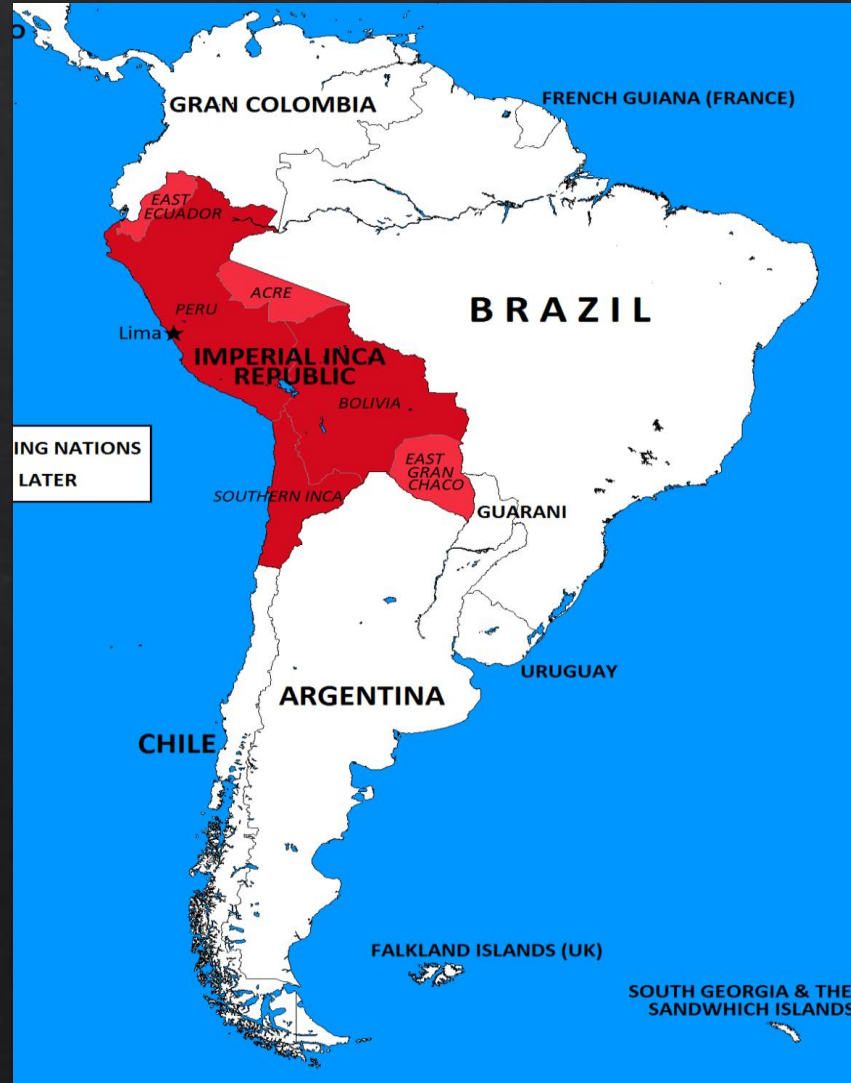 O
GRAN COLOMBIA
FRENCH GUIANA (FRANCE)
EAST
ECUADOR
ACRE
PERU
BRAZIL
Lima
IMPERIAL INCA
REPUBLIC
BOLIVIA
ING NATIONS
LATER
EAST
GRAN
CHACO
SOUTHERN INCA
GUARANI
URUGUAY
ARGENTINA
CHILE
FALKLAND ISLANDS (UK)
SOUTH GEORGIA & THE
SANDWHICH ISLANDS